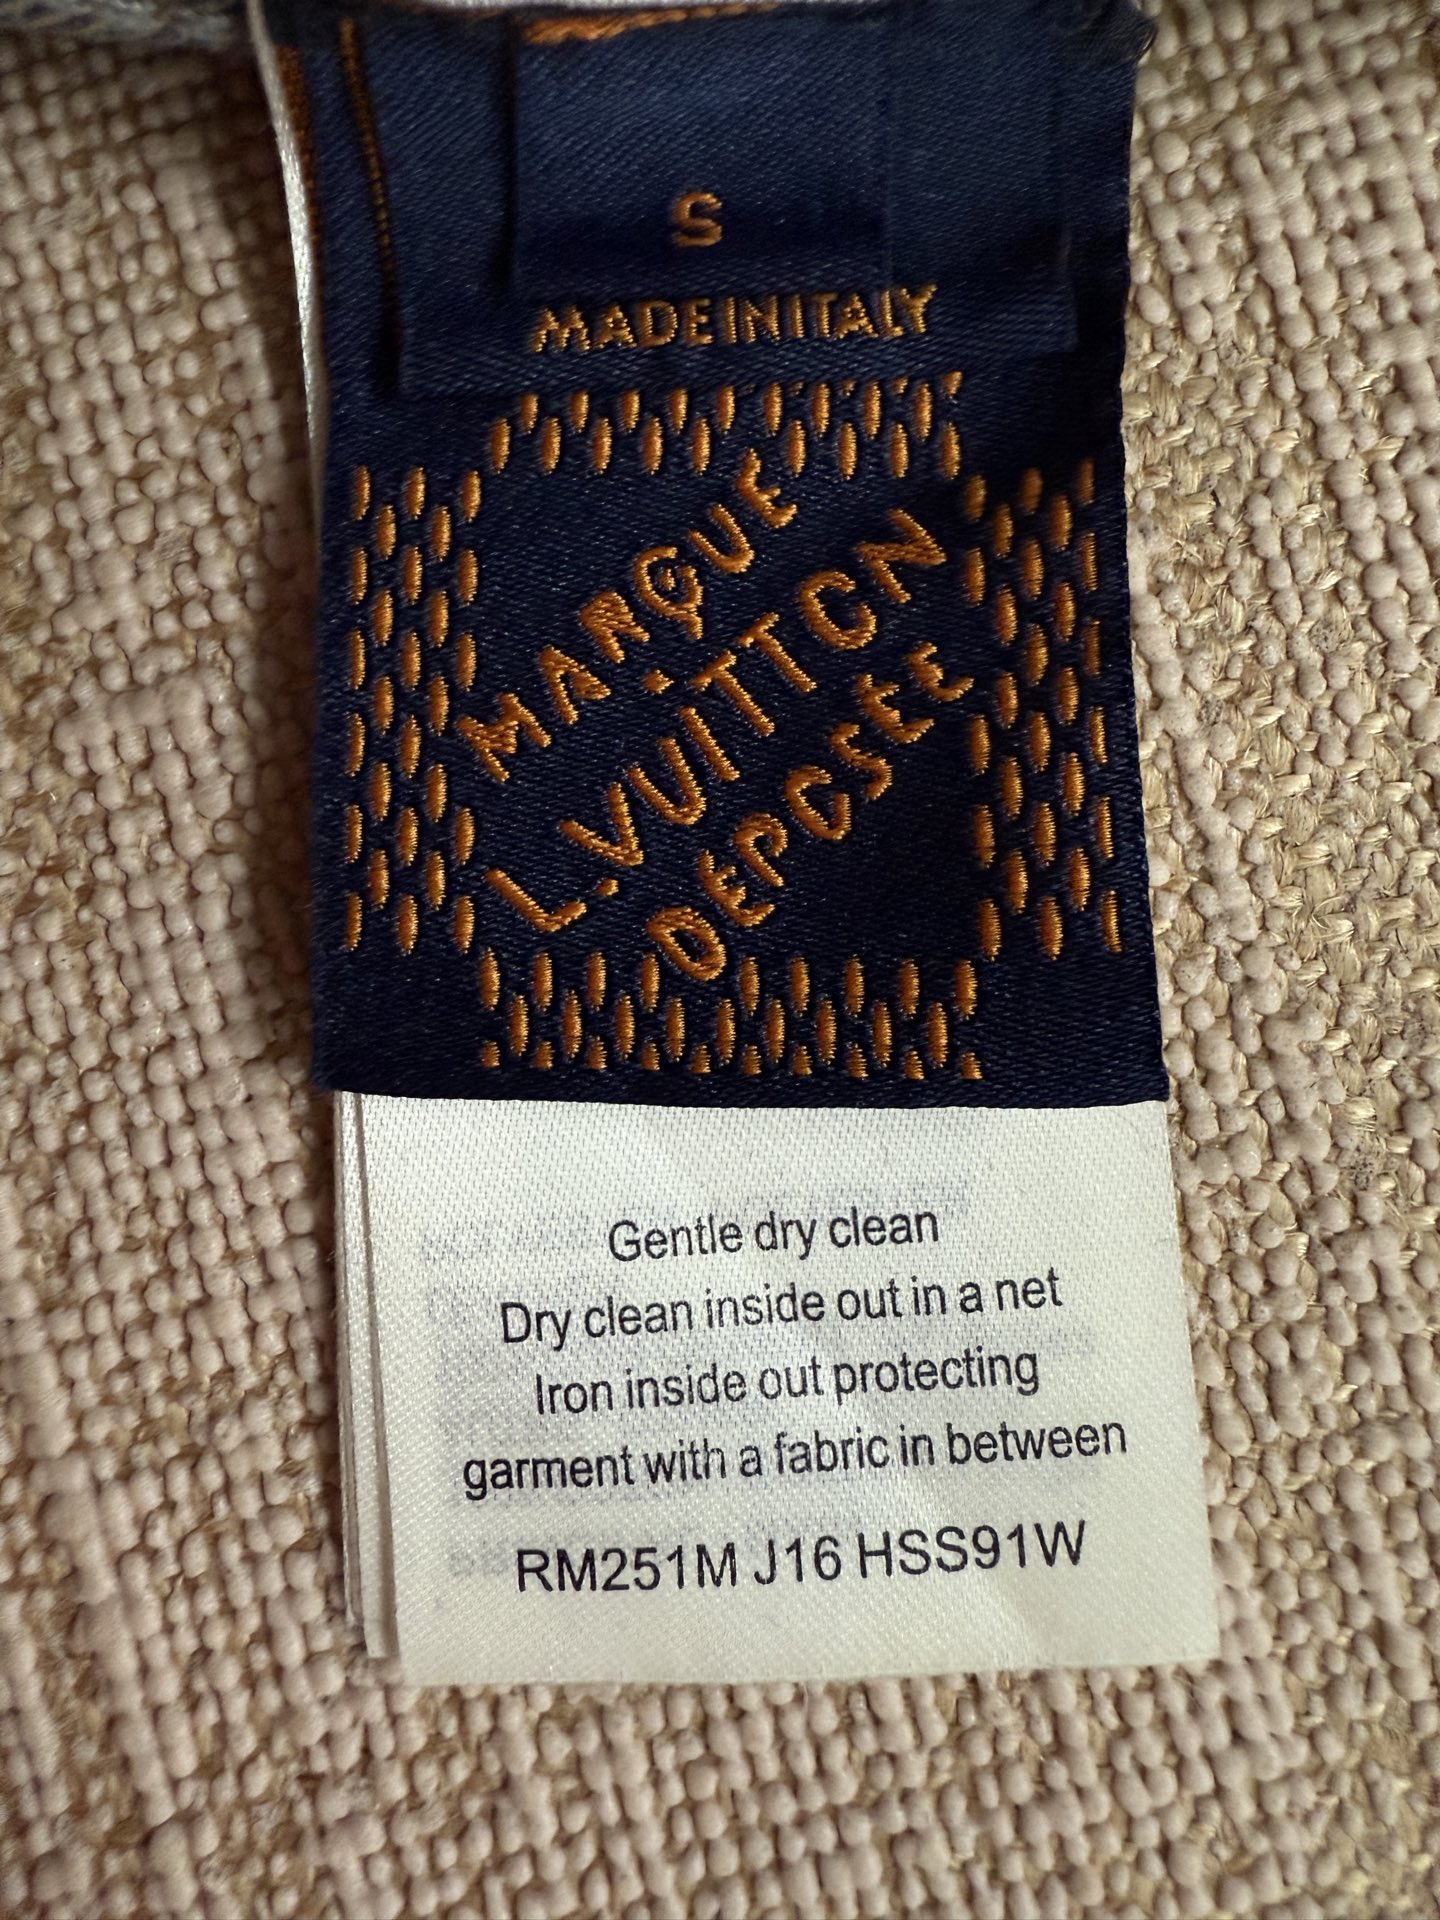 S
MADE IN ITALY
MARQUE
L.VUITTON
DEPOSEE
Gentle dry clean
Dry clean inside out in a net
Iron inside out protecting
garment with a fabric in between
RM251M J16 HSS91W